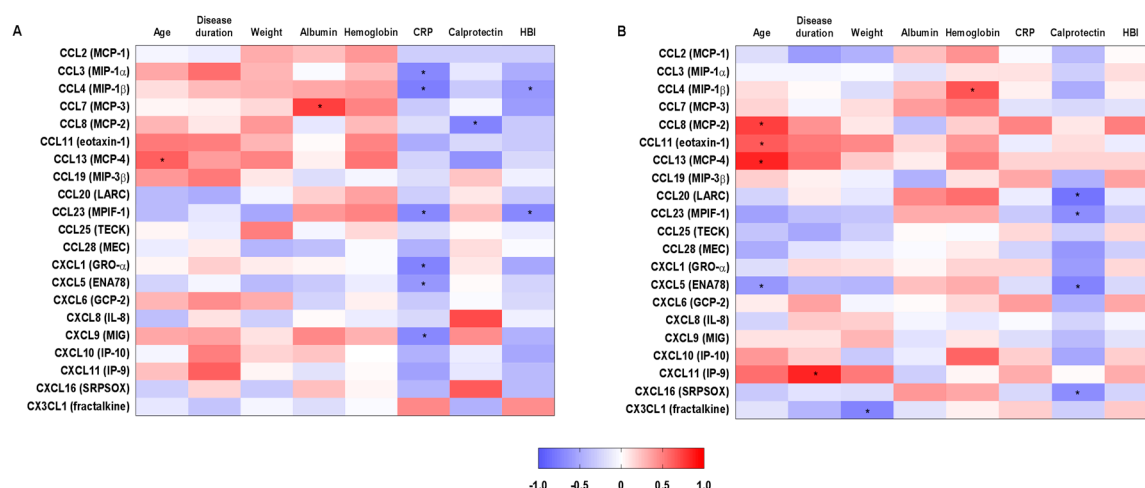 A
Age Disease duration Weight Albumin Hemoglobin CRP Calprotectin HBI
CCL2 (MCP-1)
CCL3 (MIP-1α) *
CCL4 (MIP-1β) * *
CCL7 (MCP-3) *
CCL8 (MCP-2) *
CCL11 (eotaxin-1)
CCL13 (MCP-4) *
CCL19 (MIP-3β)
CCL20 (LARC)
CCL23 (MPIF-1) * *
CCL25 (TECK)
CCL28 (MEC)
CXCL1 (GRO-α) *
CXCL5 (ENA78) *
CXCL6 (GCP-2)
CXCL8 (IL-8)
CXCL9 (MIG) *
CXCL10 (IP-10)
CXCL11 (IP-9)
CXCL16 (SRPSOX)
CX3CL1 (fractalkine)
B
Age Disease duration Weight Albumin Hemoglobin CRP Calprotectin HBI
CCL2 (MCP-1)
CCL3 (MIP-1α)
CCL4 (MIP-1β) *
CCL7 (MCP-3)
CCL8 (MCP-2) *
CCL11 (eotaxin-1) *
CCL13 (MCP-4) *
CCL19 (MIP-3β)
CCL20 (LARC) *
CCL23 (MPIF-1) *
CCL25 (TECK)
CCL28 (MEC)
CXCL1 (GRO-α)
CXCL5 (ENA78) * *
CXCL6 (GCP-2)
CXCL8 (IL-8)
CXCL9 (MIG)
CXCL10 (IP-10)
CXCL11 (IP-9) *
CXCL16 (SRPSOX) *
CX3CL1 (fractalkine) *
-1.0 -0.5 0 0.5 1.0